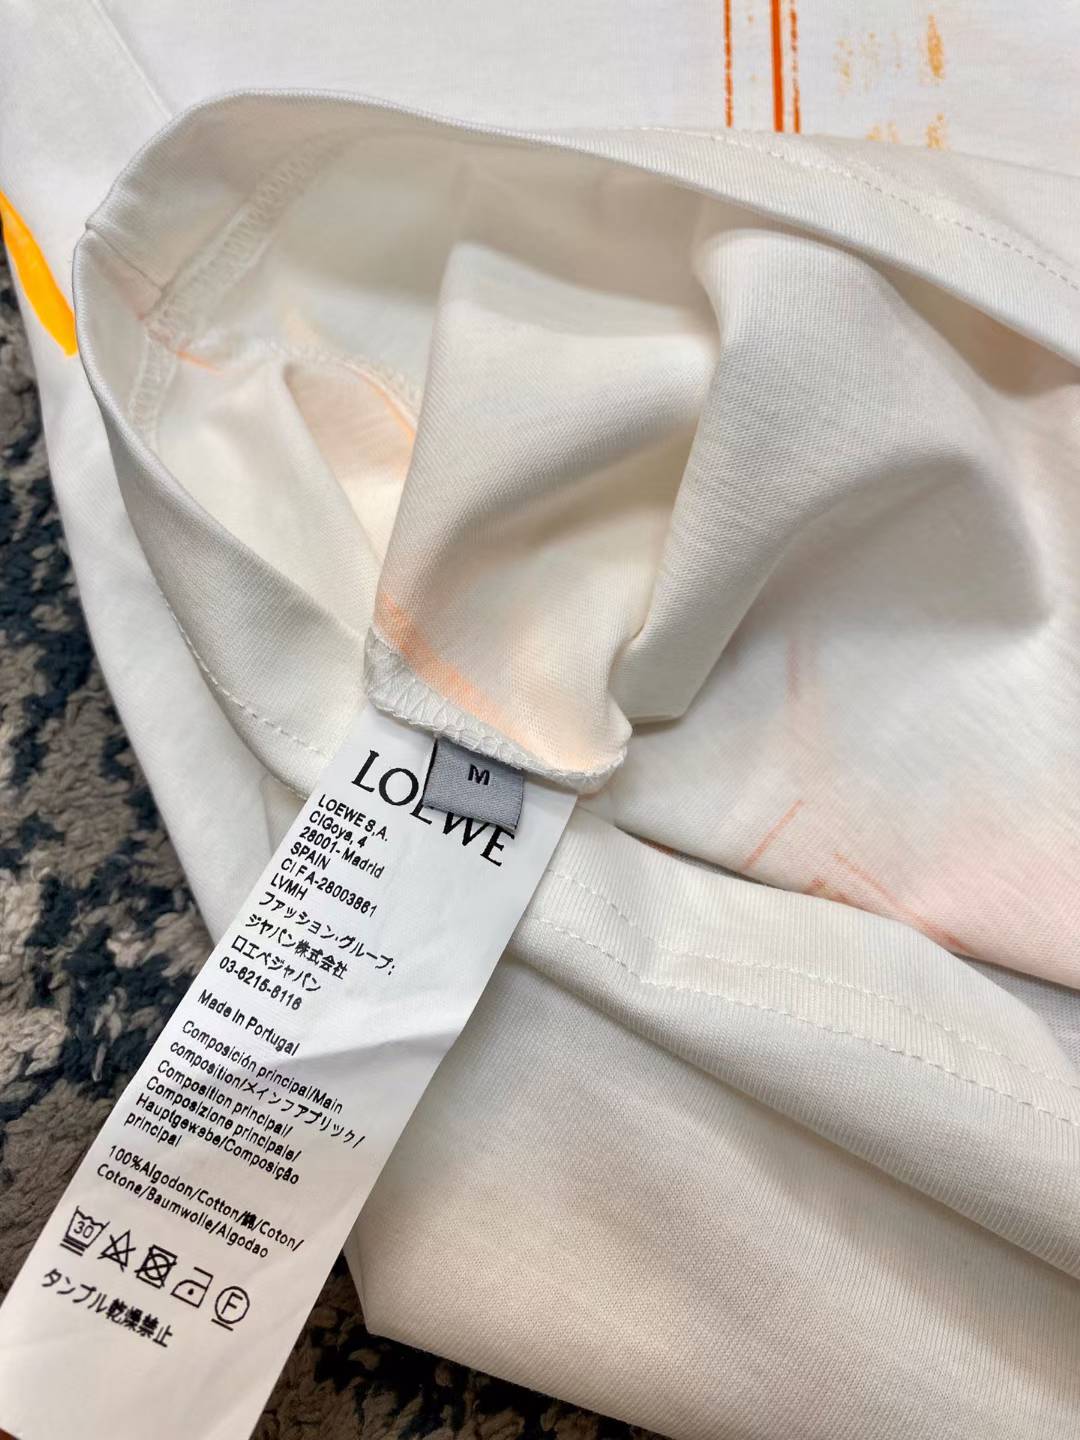 LOEWE
M
LOEWE S,A.
C|Goya, 4
28001- Madrid
SPAIN
CI F A-28003861
LVMH
ファッション・グループ:
ジャパン株式会社
ロエベジャパン
03-6215-6116
Made in Portugal
Composición principal/Main
composition/メインファブリック/
Composition principal/
Composizione principale/
Hauptgewebe/Composição
principal
100%Algodon/Cotton/綿/Coton/
Cotone/Baumwolle/Algodao
30
F
タンブル乾燥禁止